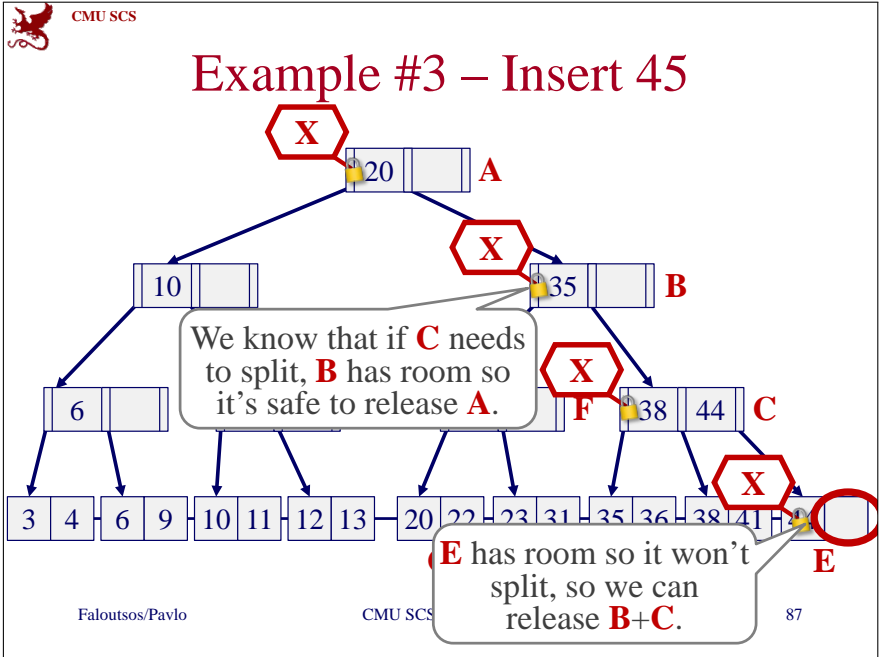 CMU SCS
Example #3 – Insert 45
X
20 A
X
10 35 B
We know that if C needs
to split, B has room so
it's safe to release A.
X
6 F 38 44 C
X
3 4 6 9 10 11 12 13 20 22 23 31 35 36 38 41
E has room so it won't
split, so we can
release B+C.
E
Faloutsos/Pavlo CMU SCS 87